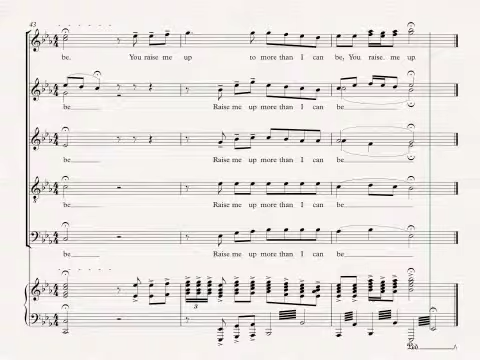 43
be. You raise me up to more than I can be, You raise me up
be Raise me up more than I can be
be Raise me up more than I can be
be Raise me up more than I can be
Raise me up more than I can be
3
Ped.